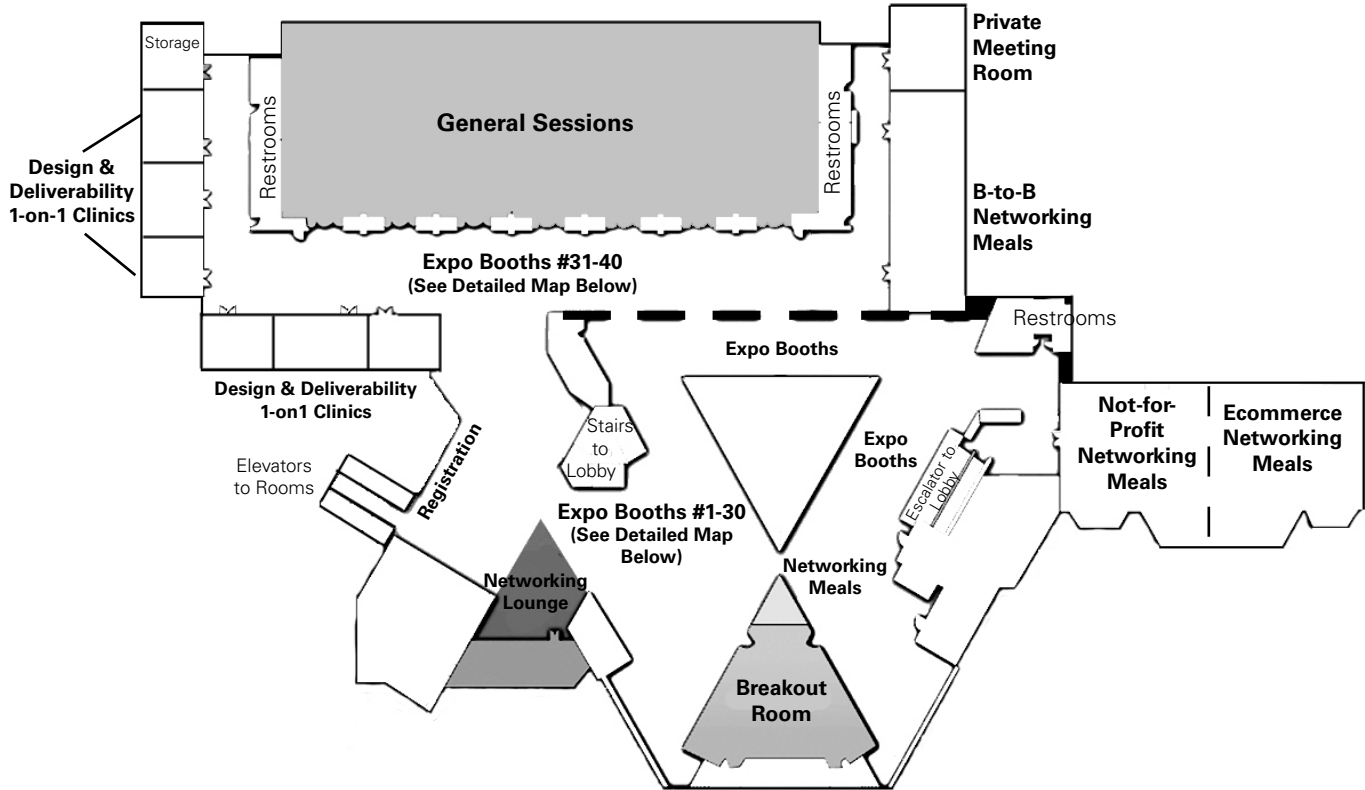 Storage
Restrooms
General Sessions
Restrooms
Private
Meeting
Room
Design &
Deliverability
1-on-1 Clinics
B-to-B
Networking
Meals
Expo Booths #31-40
(See Detailed Map Below)
Restrooms
Expo Booths
Design & Deliverability
1-on1 Clinics
Stairs
to
Lobby
Not-for-
Profit
Networking
Meals
Ecommerce
Networking
Meals
Expo
Booths
Escalator to
Lobby
Elevators
to Rooms
Registration
Expo Booths #1-30
(See Detailed Map
Below)
Networking
Lounge
Networking
Meals
Breakout
Room